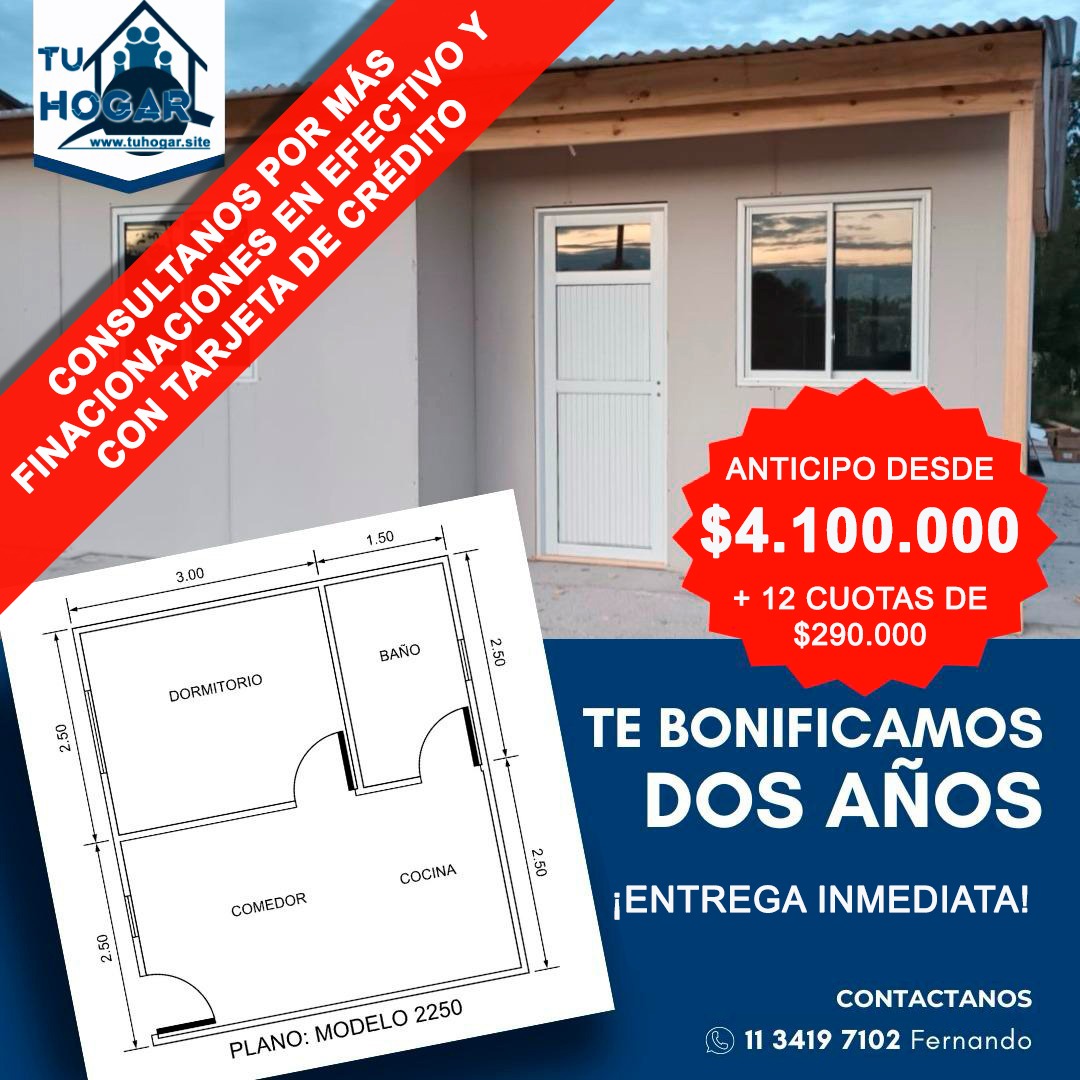 TU
HOGAR
www.tuhogar.site
CONSULTANOS POR MÁS
FINACIONACIONES EN EFECTIVO Y
CON TARJETA DE CRÉDITO
ANTICIPO DESDE
$4.100.000
+ 12 CUOTAS DE
$290.000
3.00
1.50
DORMITORIO
BAÑO
2.50
2.50
COMEDOR
COCINA
2.50
2.50
PLANO: MODELO 2250
TE BONIFICAMOS
DOS AÑOS
¡ENTREGA INMEDIATA!
CONTACTANOS
11 3419 7102 Fernando